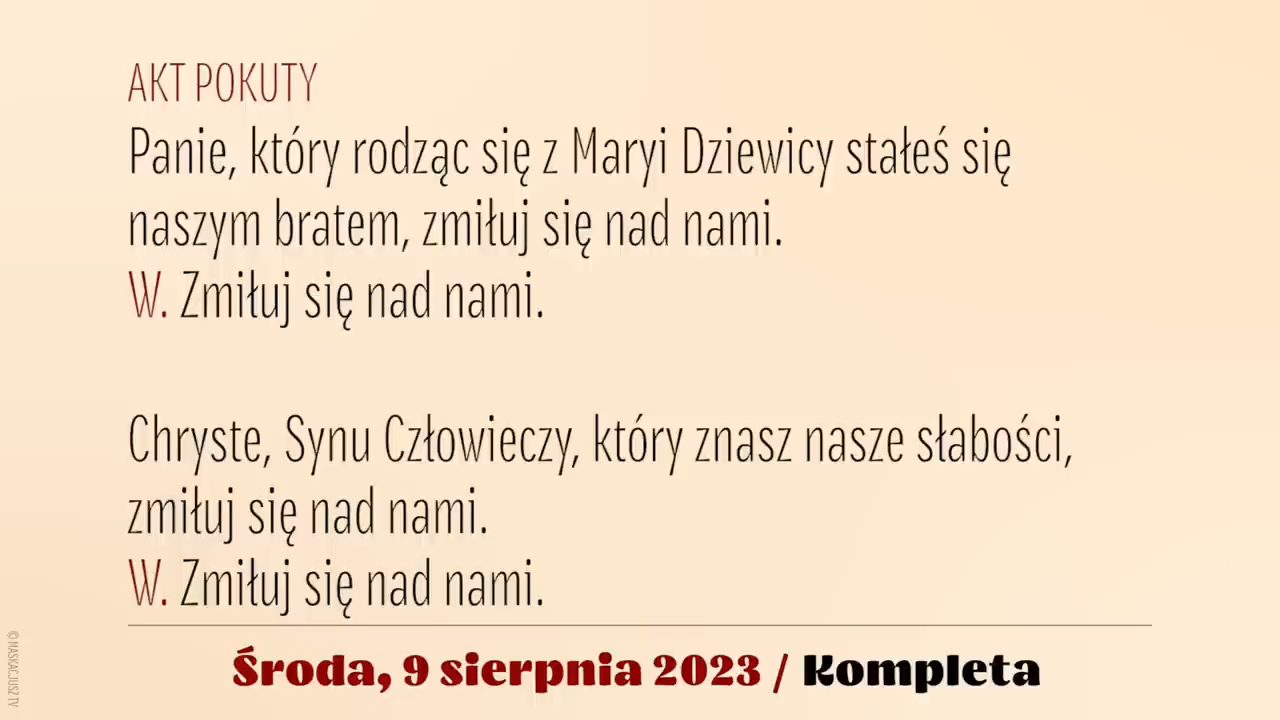 AKT POKUTY
Panie, który rodząc się z Maryi Dziewicy stałeś się
naszym bratem, zmiłuj się nad nami.
W. Zmiłuj się nad nami.
Chryste, Synu Człowieczy, który znasz nasze słabości,
zmiłuj się nad nami.
W. Zmiłuj się nad nami.
Środa, 9 sierpnia 2023 / Kompleta
© MASKACJUSZ TV